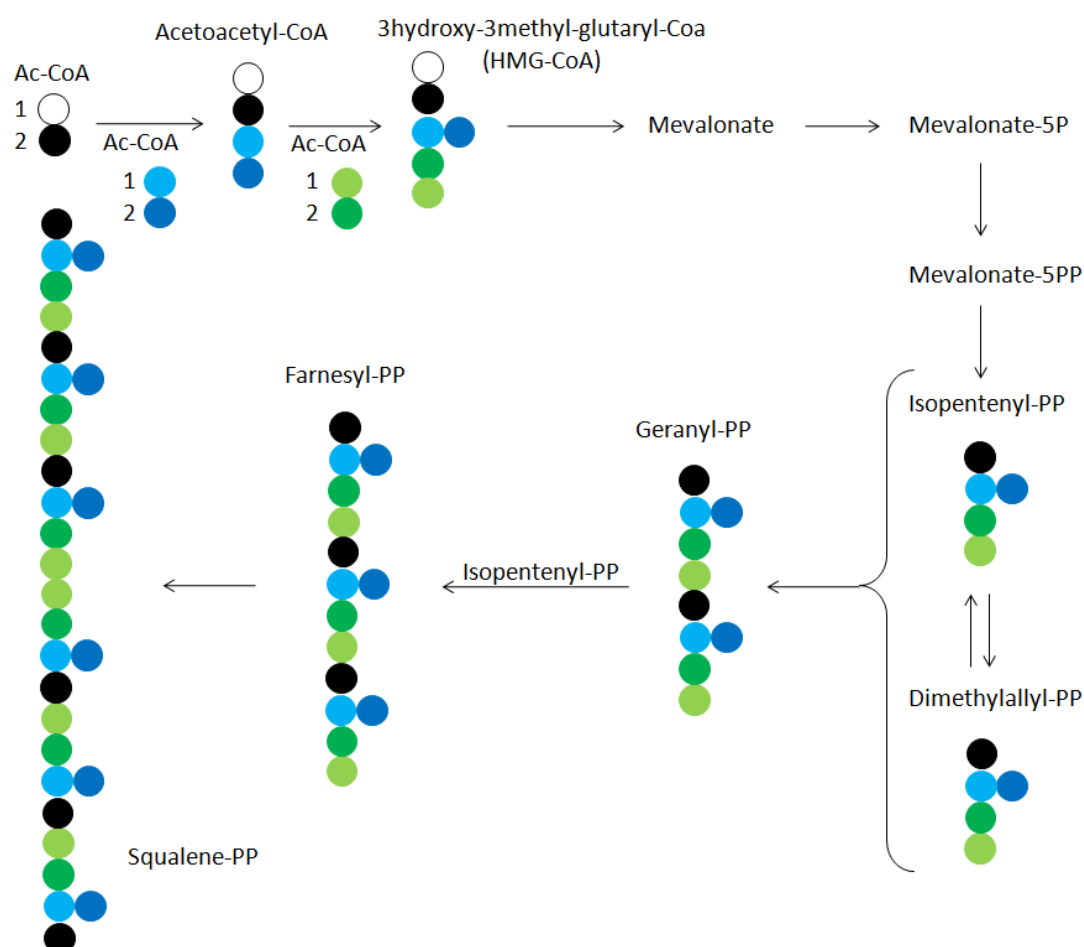 Acetoacetyl-CoA
3hydroxy-3methyl-glutaryl-Coa
(HMG-CoA)
Ac-CoA
1
2
Ac-CoA
1
2
Ac-CoA
1
2
Mevalonate
Mevalonate-5P
Mevalonate-5PP
Isopentenyl-PP
Dimethylallyl-PP
Geranyl-PP
Isopentenyl-PP
Farnesyl-PP
Squalene-PP